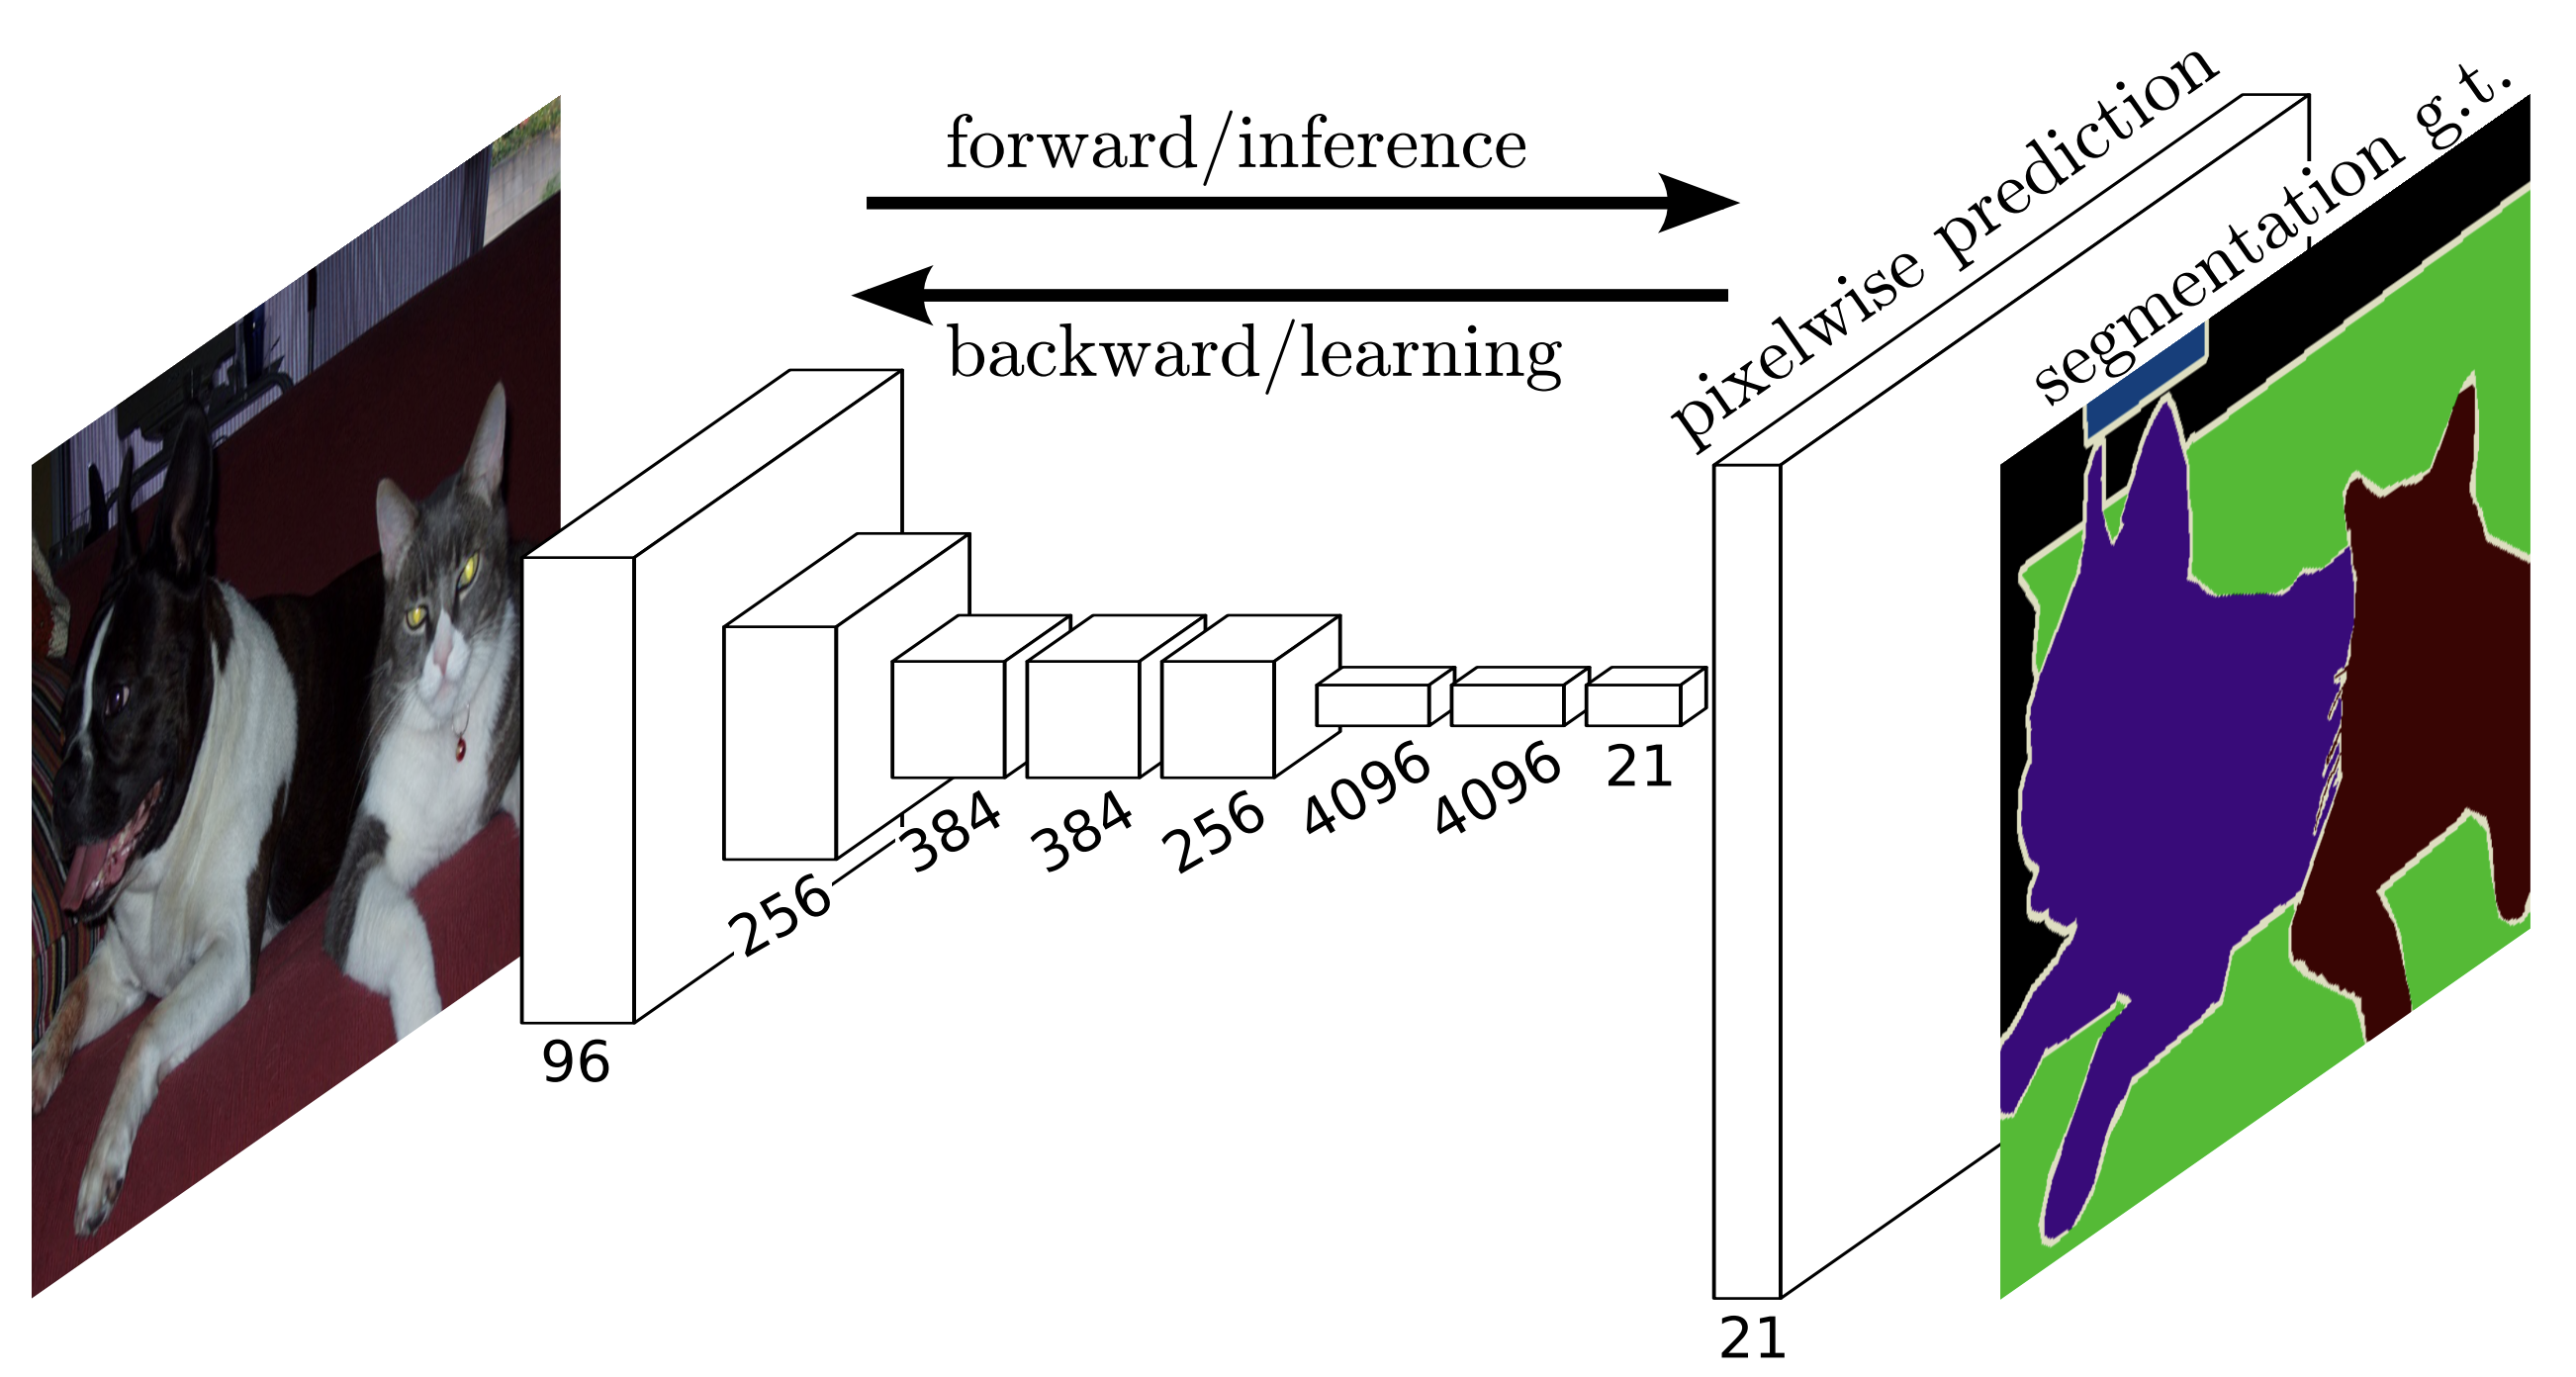 forward/inference
backward/learning
pixelwise prediction
segmentation g.t.
96
256
384
384
256
4096
4096
21
21